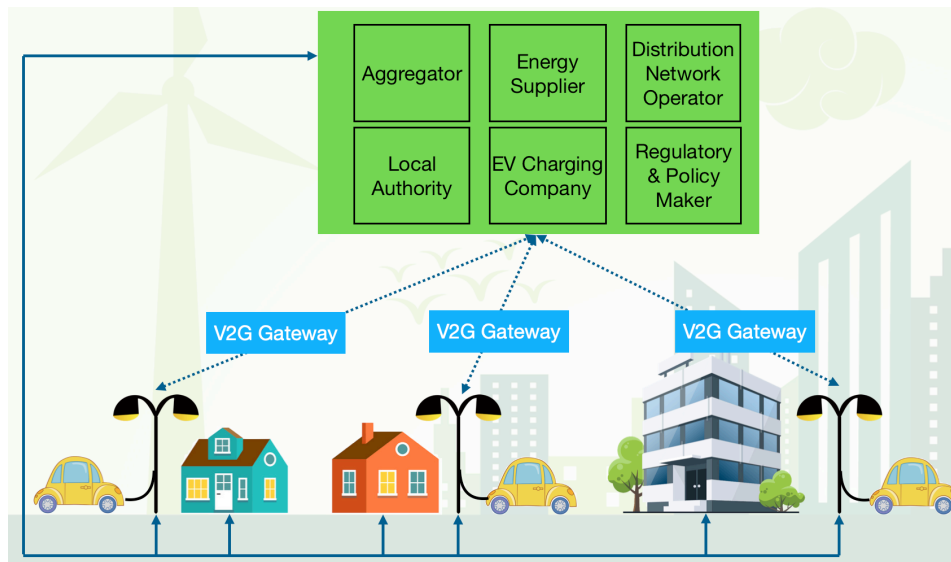 Aggregator
Energy
Supplier
Distribution
Network
Operator
Local
Authority
EV Charging
Company
Regulatory
& Policy
Maker
V2G Gateway
V2G Gateway
V2G Gateway